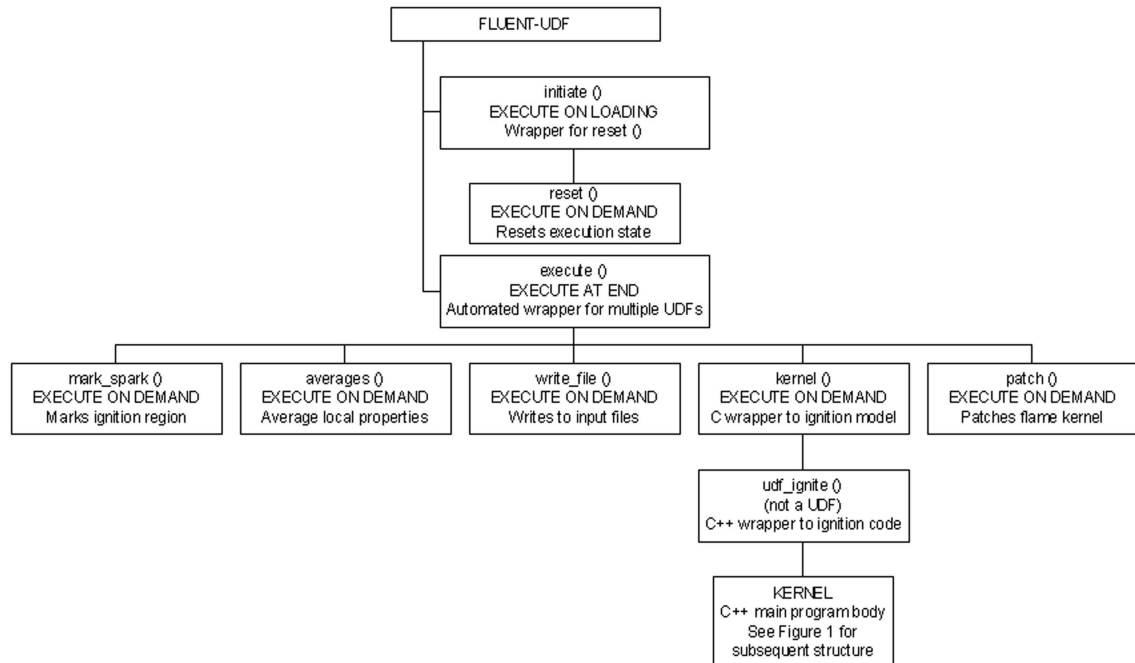 FLUENT-UDF
initiate ()
EXECUTE ON LOADING
Wrapper for reset ()
reset ()
EXECUTE ON DEMAND
Resets execution state
execute ()
EXECUTE AT END
Automated wrapper for multiple UDFs
mark_spark ()
EXECUTE ON DEMAND
Marks ignition region
averages ()
EXECUTE ON DEMAND
Average local properties
write_file ()
EXECUTE ON DEMAND
Writes to input files
kernel ()
EXECUTE ON DEMAND
C wrapper to ignition model
patch ()
EXECUTE ON DEMAND
Patches flame kernel
udf_ignite ()
(not a UDF)
C++ wrapper to ignition code
KERNEL
C++ main program body
See Figure 1 for
subsequent structure